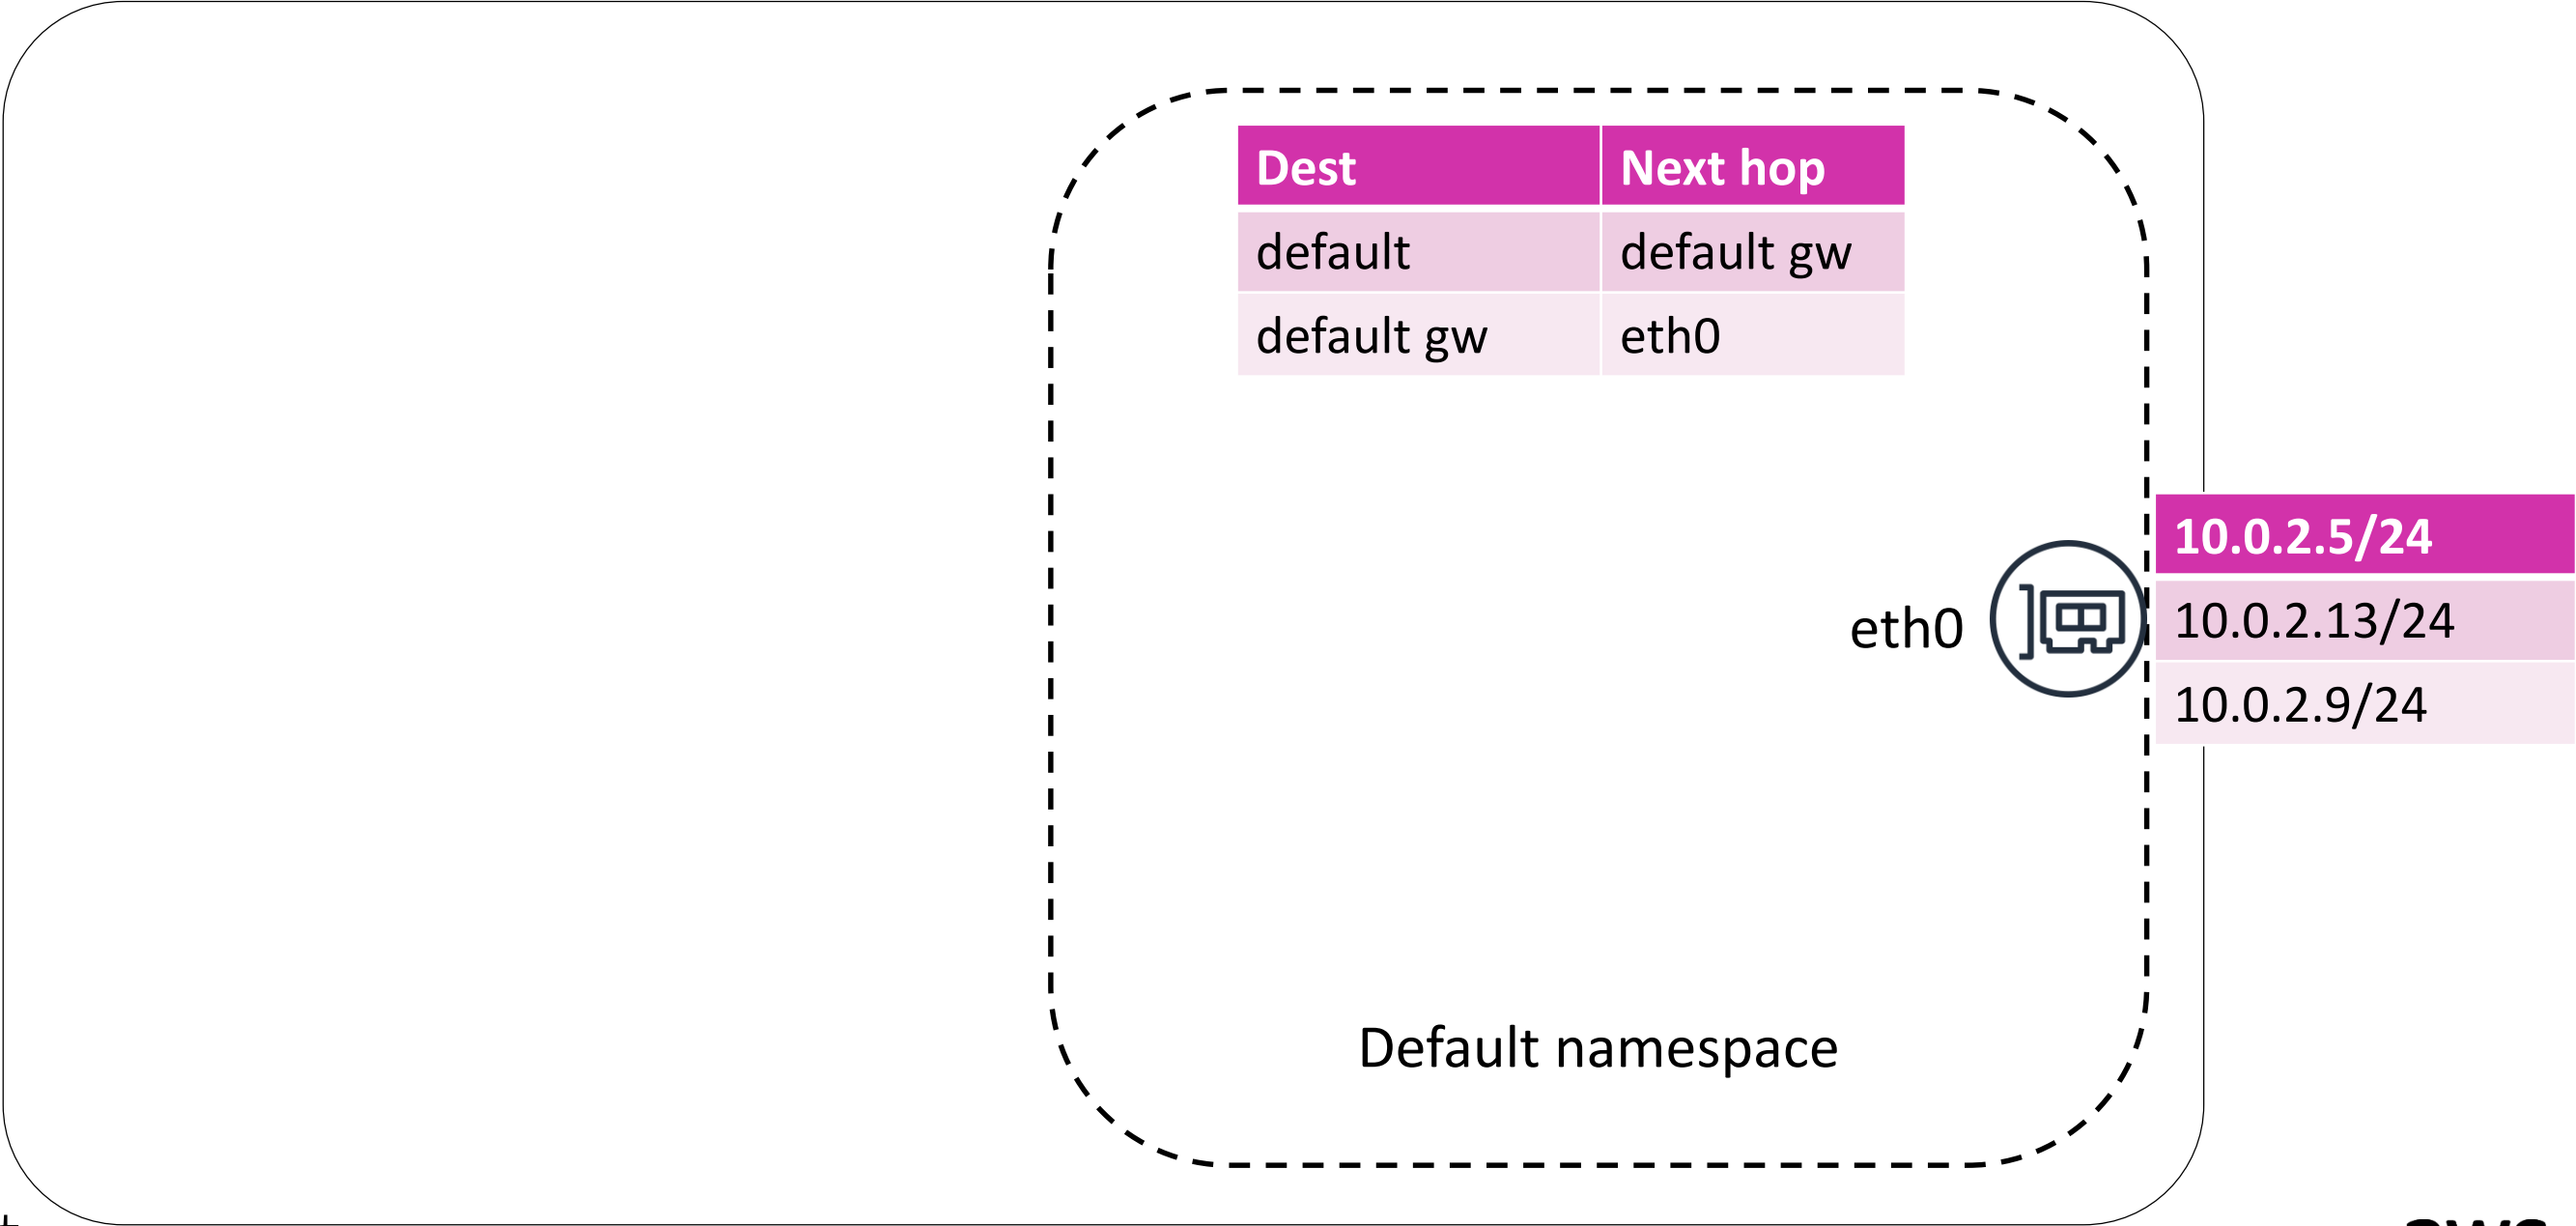 Dest Next hop
default default gw
default gw eth0
10.0.2.5/24
eth0
10.0.2.13/24
10.0.2.9/24
Default namespace